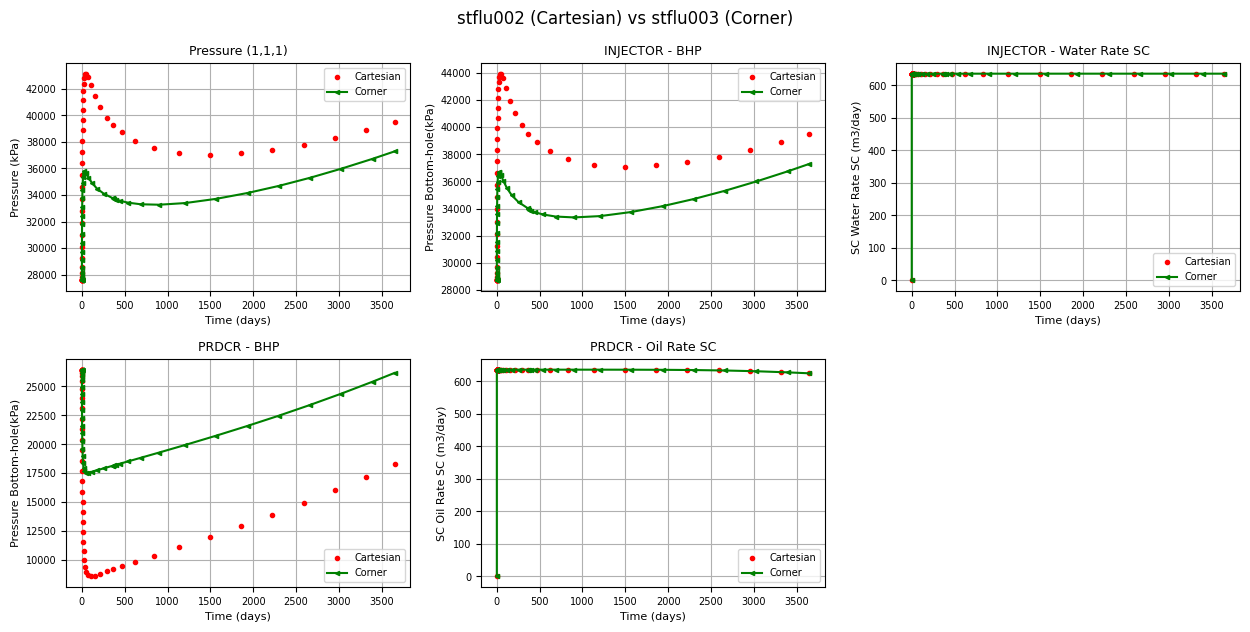 stflu002 (Cartesian) vs stflu003 (Corner)
Pressure (1,1,1)
Pressure (kPa)
42000
40000
38000
36000
34000
32000
30000
28000
Cartesian
Corner
0 500 1000 1500 2000 2500 3000 3500
Time (days)
INJECTOR - BHP
Pressure Bottom-hole(kPa)
44000
42000
40000
38000
36000
34000
32000
30000
28000
Cartesian
Corner
0 500 1000 1500 2000 2500 3000 3500
Time (days)
INJECTOR - Water Rate SC
SC Water Rate SC (m3/day)
600
500
400
300
200
100
0
Cartesian
Corner
0 500 1000 1500 2000 2500 3000 3500
Time (days)
PRDCR - BHP
Pressure Bottom-hole(kPa)
25000
22500
20000
17500
15000
12500
10000
Cartesian
Corner
0 500 1000 1500 2000 2500 3000 3500
Time (days)
PRDCR - Oil Rate SC
SC Oil Rate SC (m3/day)
600
500
400
300
200
100
0
Cartesian
Corner
0 500 1000 1500 2000 2500 3000 3500
Time (days)